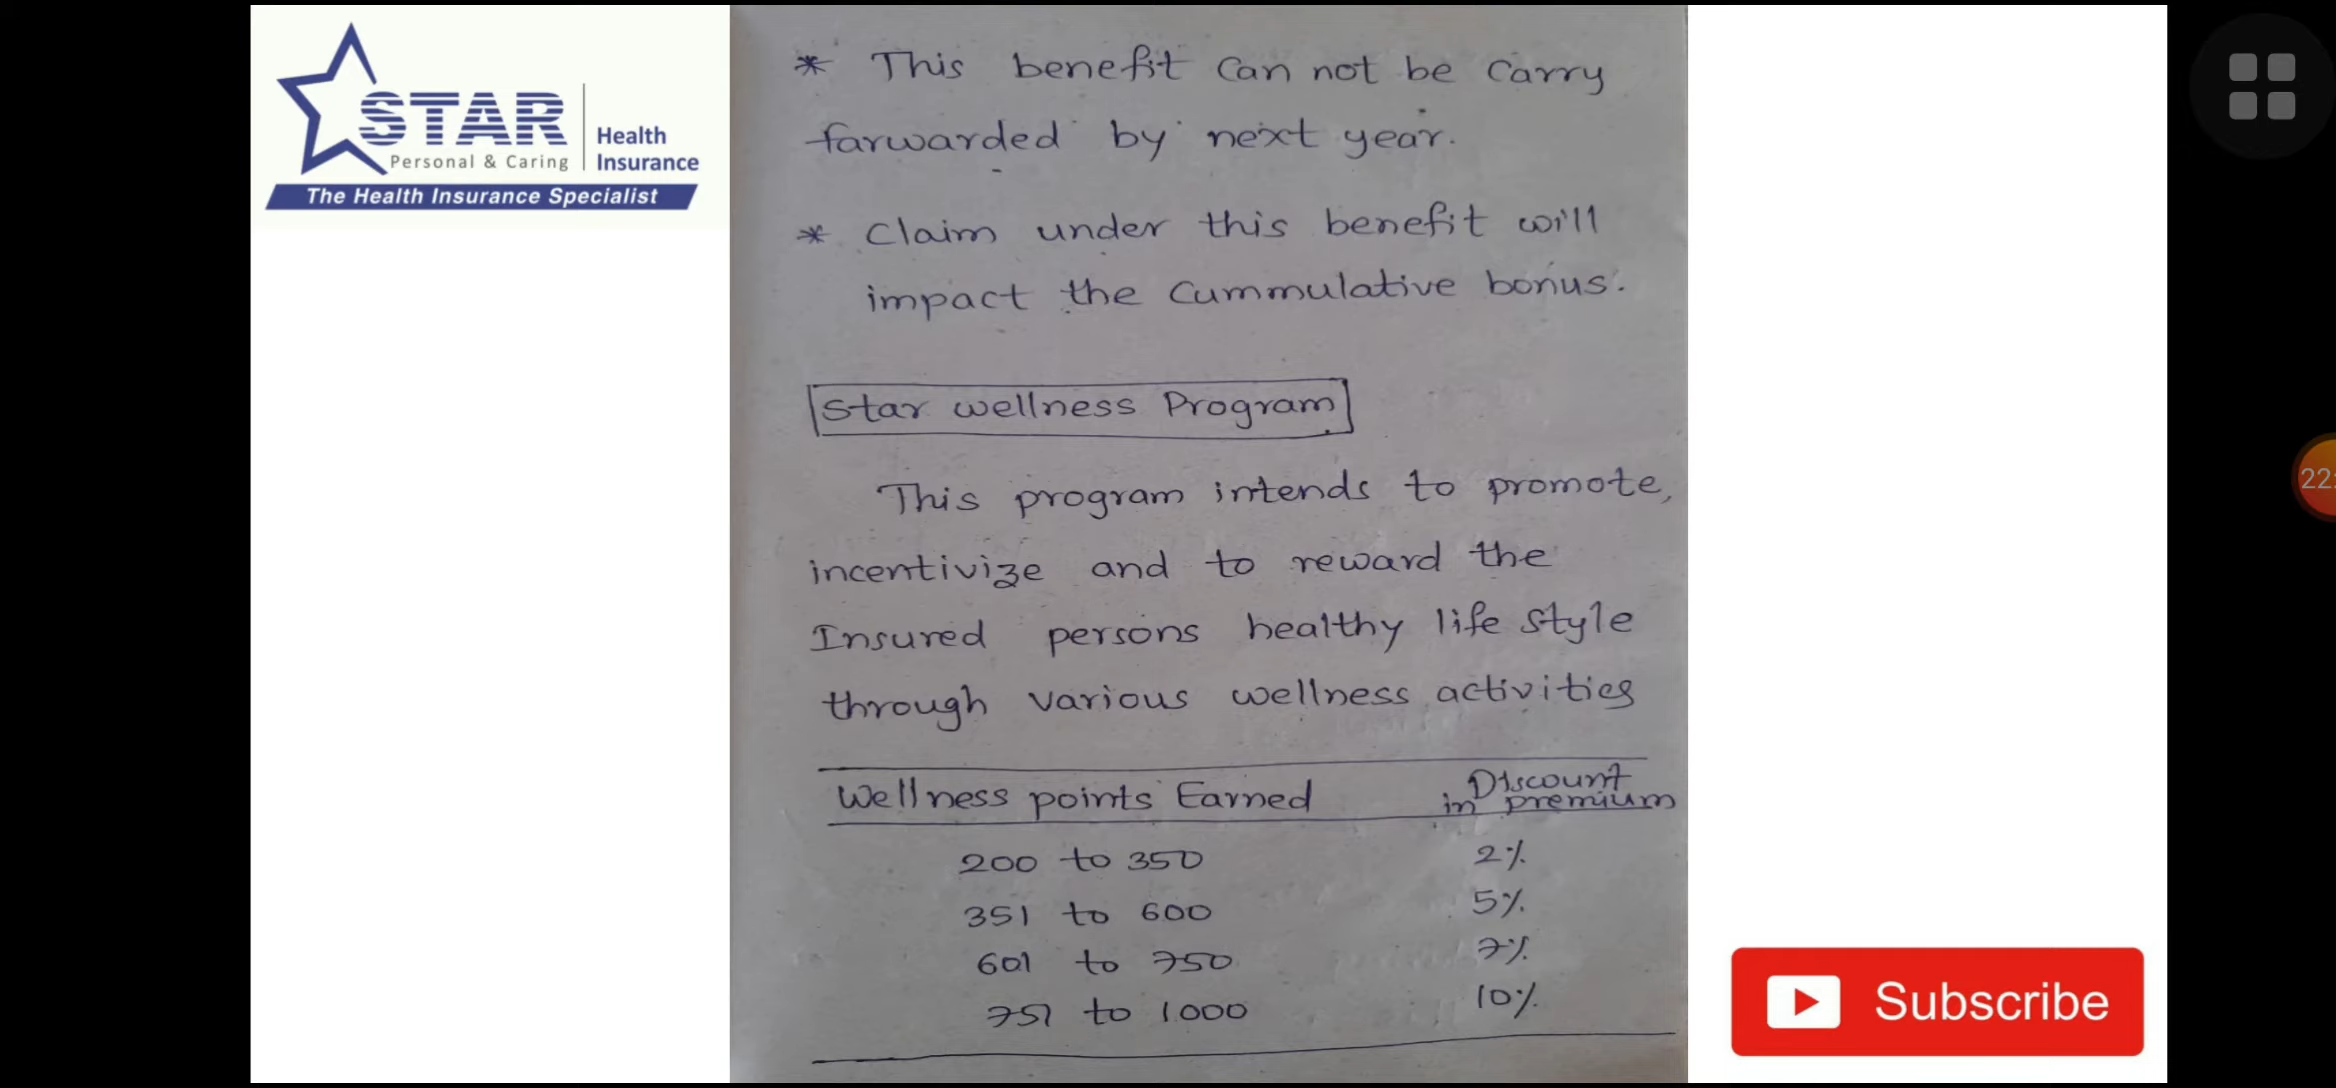 STAR
Health
Insurance
Personal & Caring
The Health Insurance Specialist
* This benefit can not be carry
farwarded by next year.
* Claim under this benefit will
impact the cummulative bonus.
Star wellness Program
This program intends to promote,
incentivize and to reward the
Insured persons healthy life style
through various wellness activities
Wellness points Earned Discount in premium
200 to 350 2%
351 to 600 5%
601 to 750 7%
751 to 1000 10%
Subscribe
22: